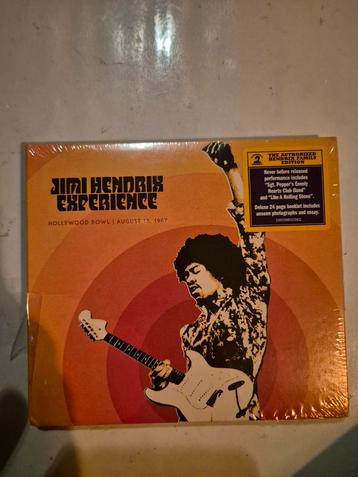 JIMI HENDRIX
EXPERIENCE
HOLLYWOOD BOWL | AUGUST 18, 1967
THE AUTHORIZED
HENDRIX FAMILY
EDITION
Never before released
performance includes
"Sgt. Pepper's Lonely
Hearts Club Band"
and "Like A Rolling Stone".
Deluxe 24 page booklet includes
unseen photographs and essay.